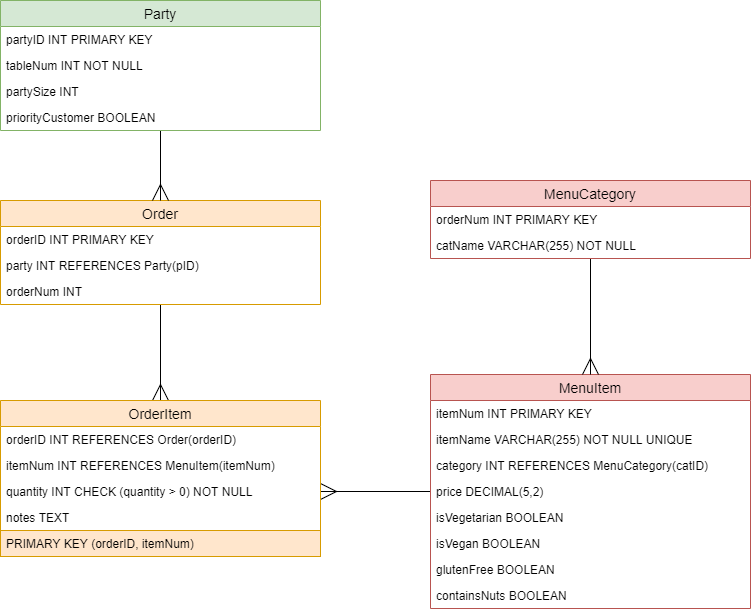 Party
partyID INT PRIMARY KEY
tableNum INT NOT NULL
partySize INT
priorityCustomer BOOLEAN
Order
orderID INT PRIMARY KEY
party INT REFERENCES Party(pID)
orderNum INT
OrderItem
orderID INT REFERENCES Order(orderID)
itemNum INT REFERENCES MenuItem(itemNum)
quantity INT CHECK (quantity > 0) NOT NULL
notes TEXT
PRIMARY KEY (orderID, itemNum)
MenuCategory
orderNum INT PRIMARY KEY
catName VARCHAR(255) NOT NULL
MenuItem
itemNum INT PRIMARY KEY
itemName VARCHAR(255) NOT NULL UNIQUE
category INT REFERENCES MenuCategory(catID)
price DECIMAL(5,2)
isVegetarian BOOLEAN
isVegan BOOLEAN
glutenFree BOOLEAN
containsNuts BOOLEAN